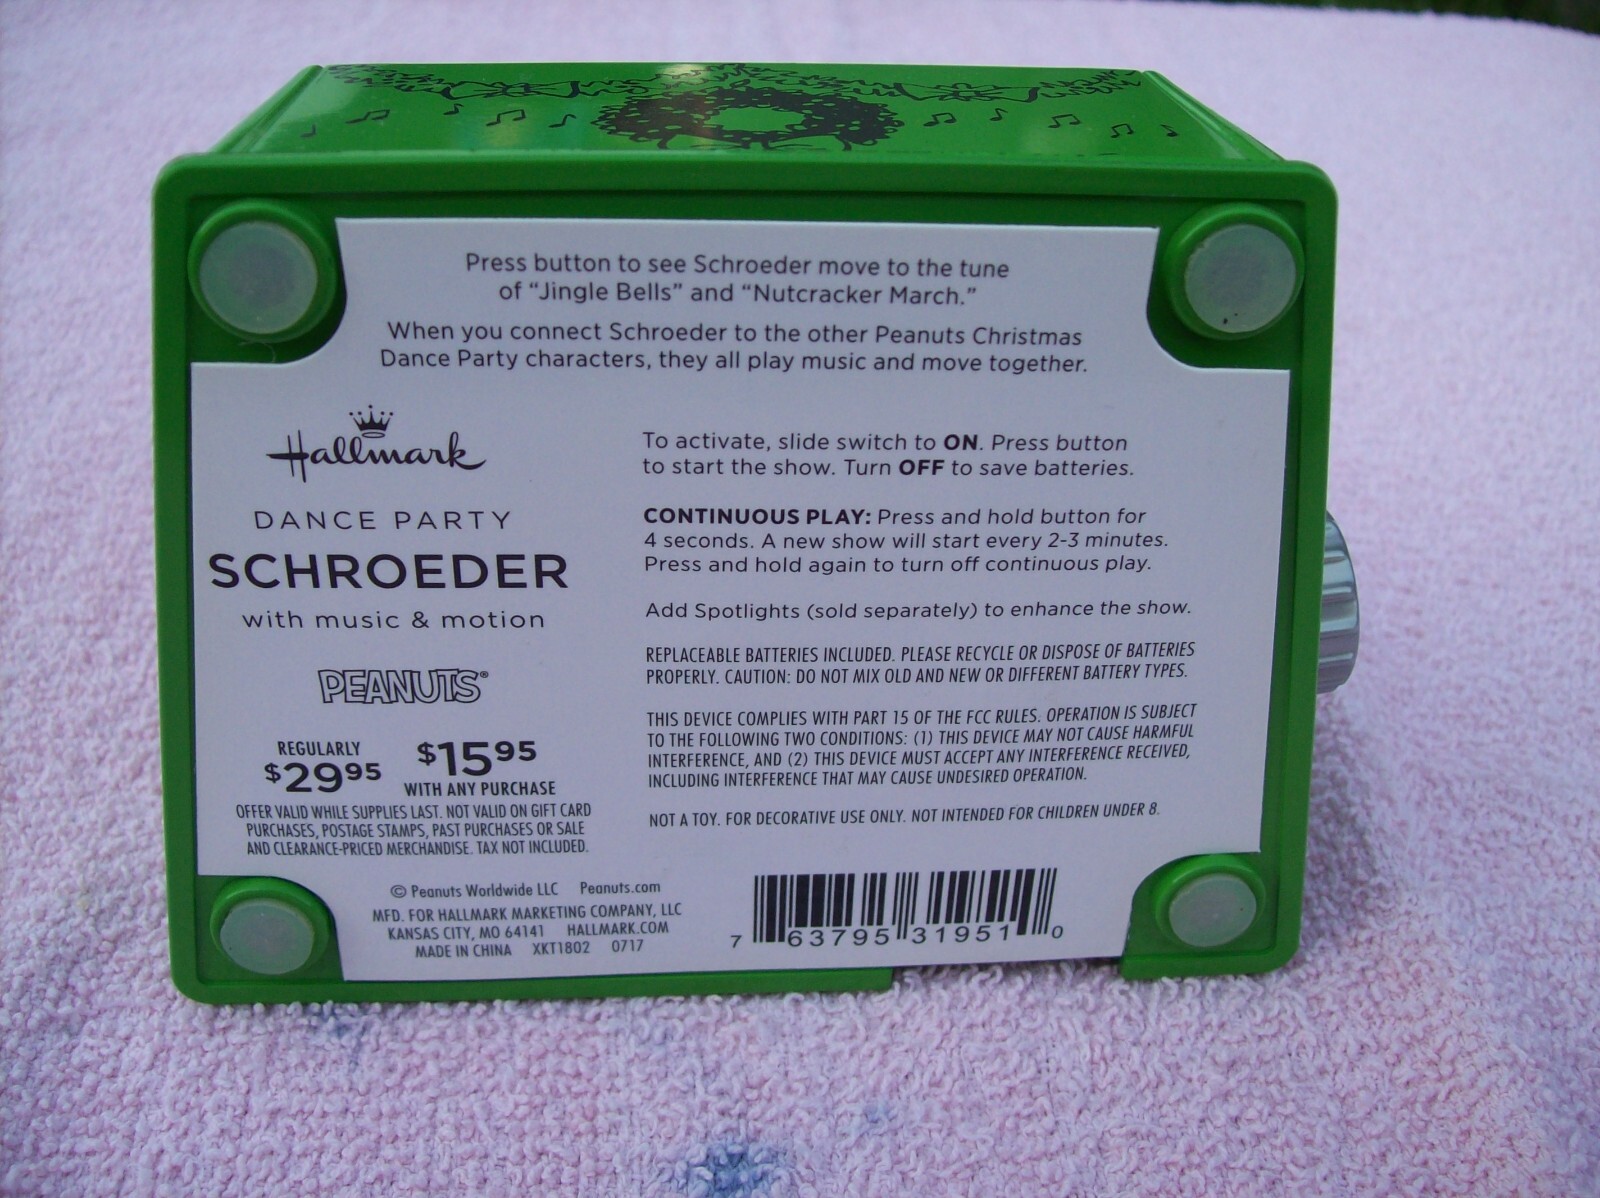 Press button to see Schroeder move to the tune
of “Jingle Bells” and “Nutcracker March.”
When you connect Schroeder to the other Peanuts Christmas
Dance Party characters, they all play music and move together.
Hallmark
DANCE PARTY
SCHROEDER
with music & motion
PEANUTS®
REGULARLY
$2995
$1595
WITH ANY PURCHASE
OFFER VALID WHILE SUPPLIES LAST. NOT VALID ON GIFT CARD
PURCHASES, POSTAGE STAMPS, PAST PURCHASES OR SALE
AND CLEARANCE-PRICED MERCHANDISE. TAX NOT INCLUDED.
To activate, slide switch to ON. Press button
to start the show. Turn OFF to save batteries.
CONTINUOUS PLAY: Press and hold button for
4 seconds. A new show will start every 2-3 minutes.
Press and hold again to turn off continuous play.
Add Spotlights (sold separately) to enhance the show.
REPLACEABLE BATTERIES INCLUDED. PLEASE RECYCLE OR DISPOSE OF BATTERIES
PROPERLY. CAUTION: DO NOT MIX OLD AND NEW OR DIFFERENT BATTERY TYPES.
THIS DEVICE COMPLIES WITH PART 15 OF THE FCC RULES. OPERATION IS SUBJECT
TO THE FOLLOWING TWO CONDITIONS: (1) THIS DEVICE MAY NOT CAUSE HARMFUL
INTERFERENCE, AND (2) THIS DEVICE MUST ACCEPT ANY INTERFERENCE RECEIVED,
INCLUDING INTERFERENCE THAT MAY CAUSE UNDESIRED OPERATION.
NOT A TOY. FOR DECORATIVE USE ONLY. NOT INTENDED FOR CHILDREN UNDER 8.
© Peanuts Worldwide LLC Peanuts.com
MFD. FOR HALLMARK MARKETING COMPANY, LLC
KANSAS CITY, MO 64141 HALLMARK.COM
MADE IN CHINA XKT1802 0717
7 63795 31951 0